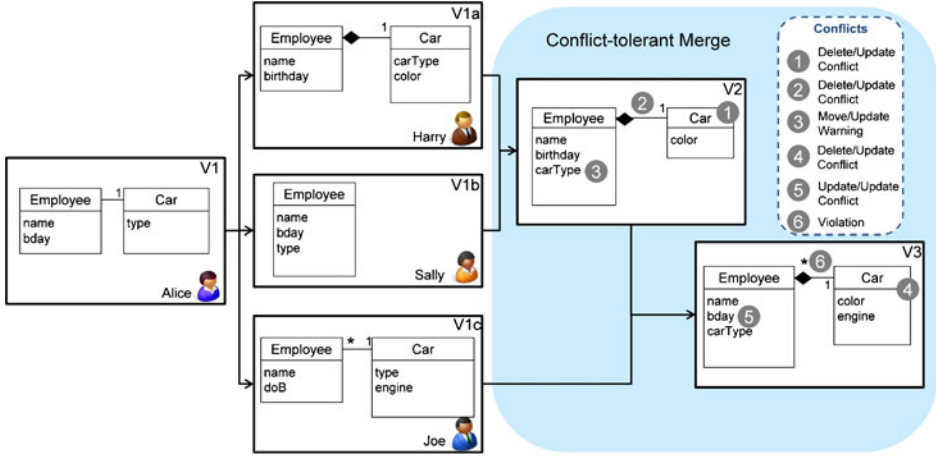 V1
Employee
1
Car
name
bday
type
Alice
V1a
Employee
1
Car
name
birthday
carType
color
Harry
V1b
Employee
name
bday
type
Sally
V1c
Employee
*
1
Car
name
doB
type
engine
Joe
Conflict-tolerant Merge
V2
Employee
2
1
Car
1
name
birthday
carType
3
color
V3
Employee
*
6
1
Car
4
name
bday
5
carType
color
engine
Conflicts
1 Delete/Update
Conflict
2 Delete/Update
Conflict
3 Move/Update
Warning
4 Delete/Update
Conflict
5 Update/Update
Conflict
6 Violation